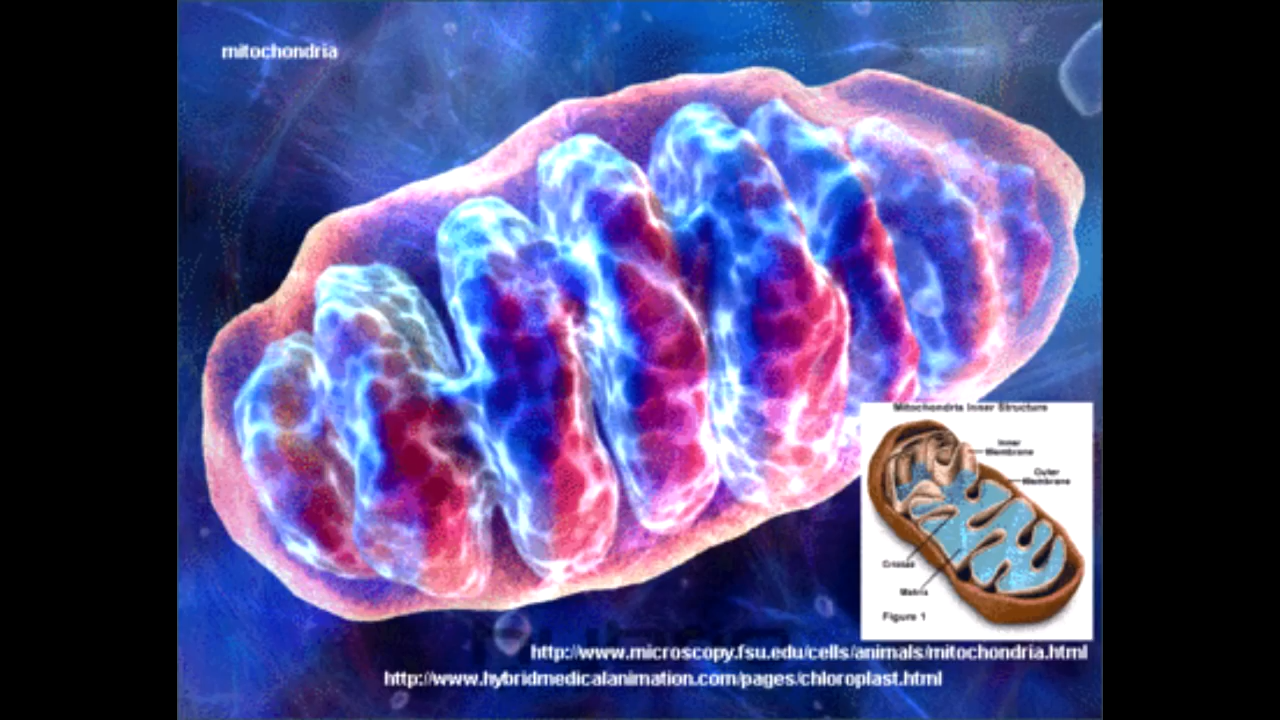 mitochondria
Mitochondria Inner Structure
Inner
Membrane
Outer
Membrane
Cristae
Matrix
Figure 1
http://www.microscopy.fsu.edu/cells/animals/mitochondria.html
http://www.hybridmedicalanimation.com/pages/chloroplast.html